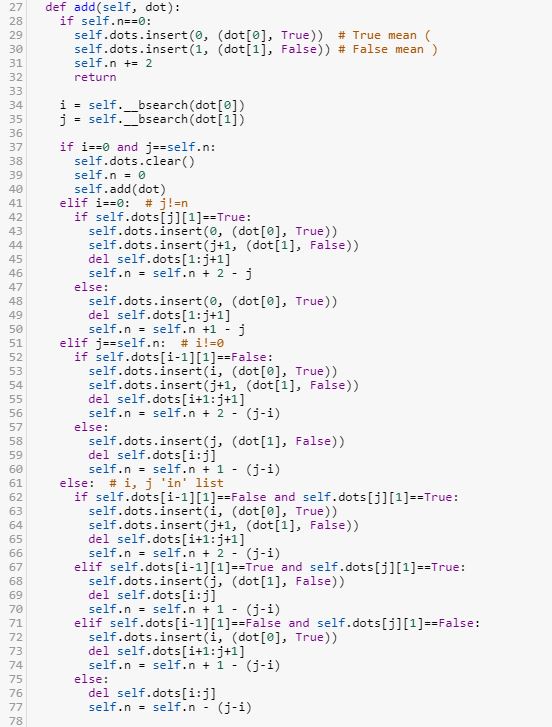 27   def add(self, dot):
28     if self.n==0:
29       self.dots.insert(0, (dot[0], True))  # True mean (
30       self.dots.insert(1, (dot[1], False)) # False mean )
31       self.n += 2
32       return
33
34     i = self.__bsearch(dot[0])
35     j = self.__bsearch(dot[1])
36
37     if i==0 and j==self.n:
38       self.dots.clear()
39       self.n = 0
40       self.add(dot)
41     elif i==0:  # j!=n
42       if self.dots[j][1]==True:
43         self.dots.insert(0, (dot[0], True))
44         self.dots.insert(j+1, (dot[1], False))
45         del self.dots[1:j+1]
46         self.n = self.n + 2 - j
47       else:
48         self.dots.insert(0, (dot[0], True))
49         del self.dots[1:j+1]
50         self.n = self.n +1 - j
51     elif j==self.n:  # i!=0
52       if self.dots[i-1][1]==False:
53         self.dots.insert(i, (dot[0], True))
54         self.dots.insert(j+1, (dot[1], False))
55         del self.dots[i+1:j+1]
56         self.n = self.n + 2 - (j-i)
57       else:
58         self.dots.insert(j, (dot[1], False))
59         del self.dots[i:j]
60         self.n = self.n + 1 - (j-i)
61     else:  # i, j 'in' list
62       if self.dots[i-1][1]==False and self.dots[j][1]==True:
63         self.dots.insert(i, (dot[0], True))
64         self.dots.insert(j+1, (dot[1], False))
65         del self.dots[i+1:j+1]
66         self.n = self.n + 2 - (j-i)
67       elif self.dots[i-1][1]==True and self.dots[j][1]==True:
68         self.dots.insert(j, (dot[1], False))
69         del self.dots[i:j]
70         self.n = self.n + 1 - (j-i)
71       elif self.dots[i-1][1]==False and self.dots[j][1]==False:
72         self.dots.insert(i, (dot[0], True))
73         del self.dots[i+1:j+1]
74         self.n = self.n + 1 - (j-i)
75       else:
76         del self.dots[i:j]
77         self.n = self.n - (j-i)
78